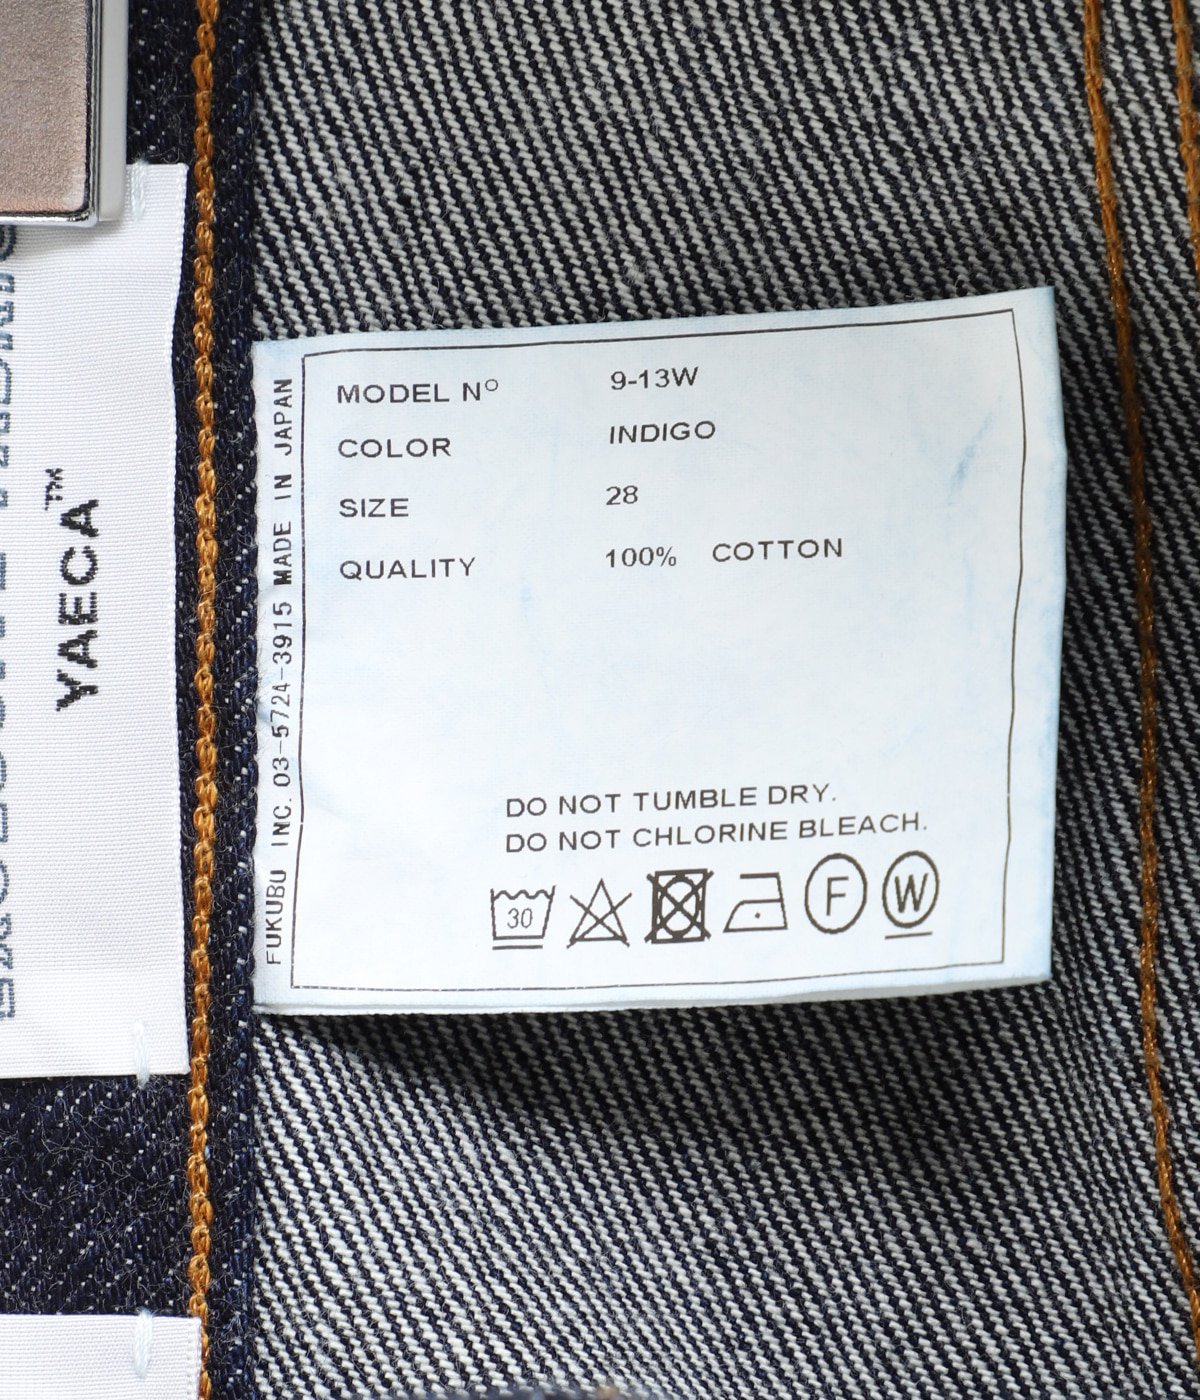 YAECA™
FUKUBU INC. 03-5724-3915 MADE IN JAPAN
MODEL N° 9-13W
COLOR INDIGO
SIZE 28
QUALITY 100% COTTON
DO NOT TUMBLE DRY.
DO NOT CHLORINE BLEACH.
30 F W